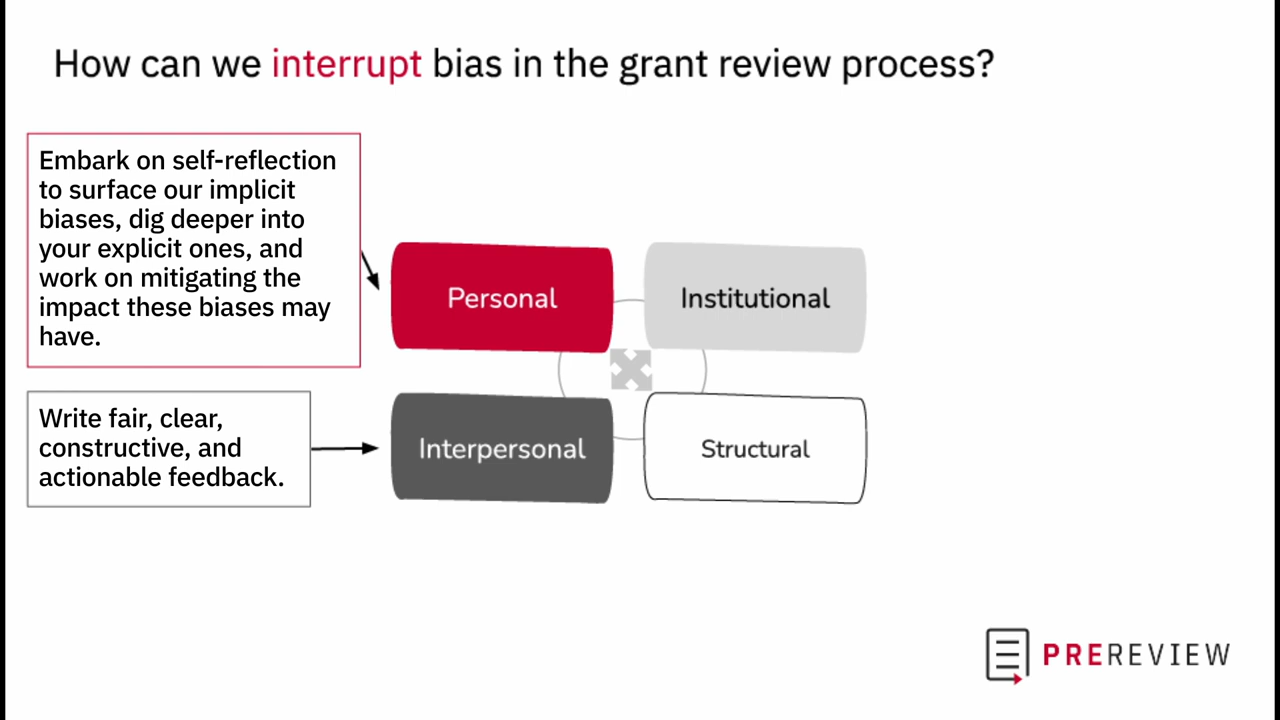 How can we interrupt bias in the grant review process?
Embark on self-reflection
to surface our implicit
biases, dig deeper into
your explicit ones, and
work on mitigating the
impact these biases may
have.
Personal
Institutional
Write fair, clear,
constructive, and
actionable feedback.
Interpersonal
Structural
PREREVIEW